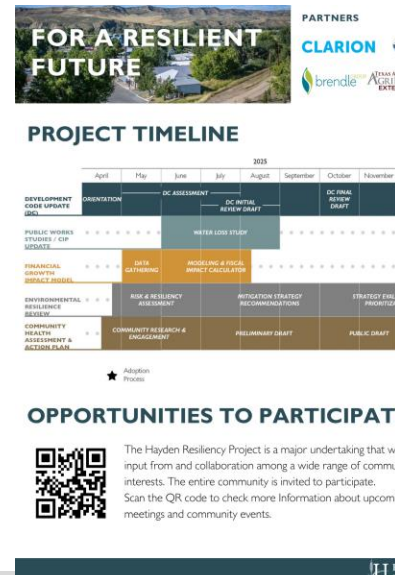 FOR A RESILIENT
FUTURE
PARTNERS
CLARION
brendle
TEXAS A
AGRI
EXTE
PROJECT TIMELINE
2025
April May June July August September October November
DEVELOPMENT
CODE UPDATE
(DC)
ORIENTATION
DC ASSESSMENT
DC INITIAL
REVIEW DRAFT
DC FINAL
REVIEW
DRAFT
PUBLIC WORKS
STUDIES / CIP
UPDATE
WATER LOSS STUDY
FINANCIAL
GROWTH
IMPACT MODEL
DATA
GATHERING
MODELING & FISCAL
IMPACT CALCULATOR
ENVIRONMENTAL
RESILIENCE
REVIEW
RISK & RESILIENCY
ASSESSMENT
MITIGATION STRATEGY
RECOMMENDATIONS
STRATEGY EVAL
PRIORITIZA
COMMUNITY
HEALTH
ASSESSMENT &
ACTION PLAN
COMMUNITY RESEARCH &
ENGAGEMENT
PRELIMINARY DRAFT
PUBLIC DRAFT
Adoption
Process
OPPORTUNITIES TO PARTICIPAT
The Hayden Resiliency Project is a major undertaking that w
input from and collaboration among a wide range of commu
interests. The entire community is invited to participate.
Scan the QR code to check more Information about upcom
meetings and community events.